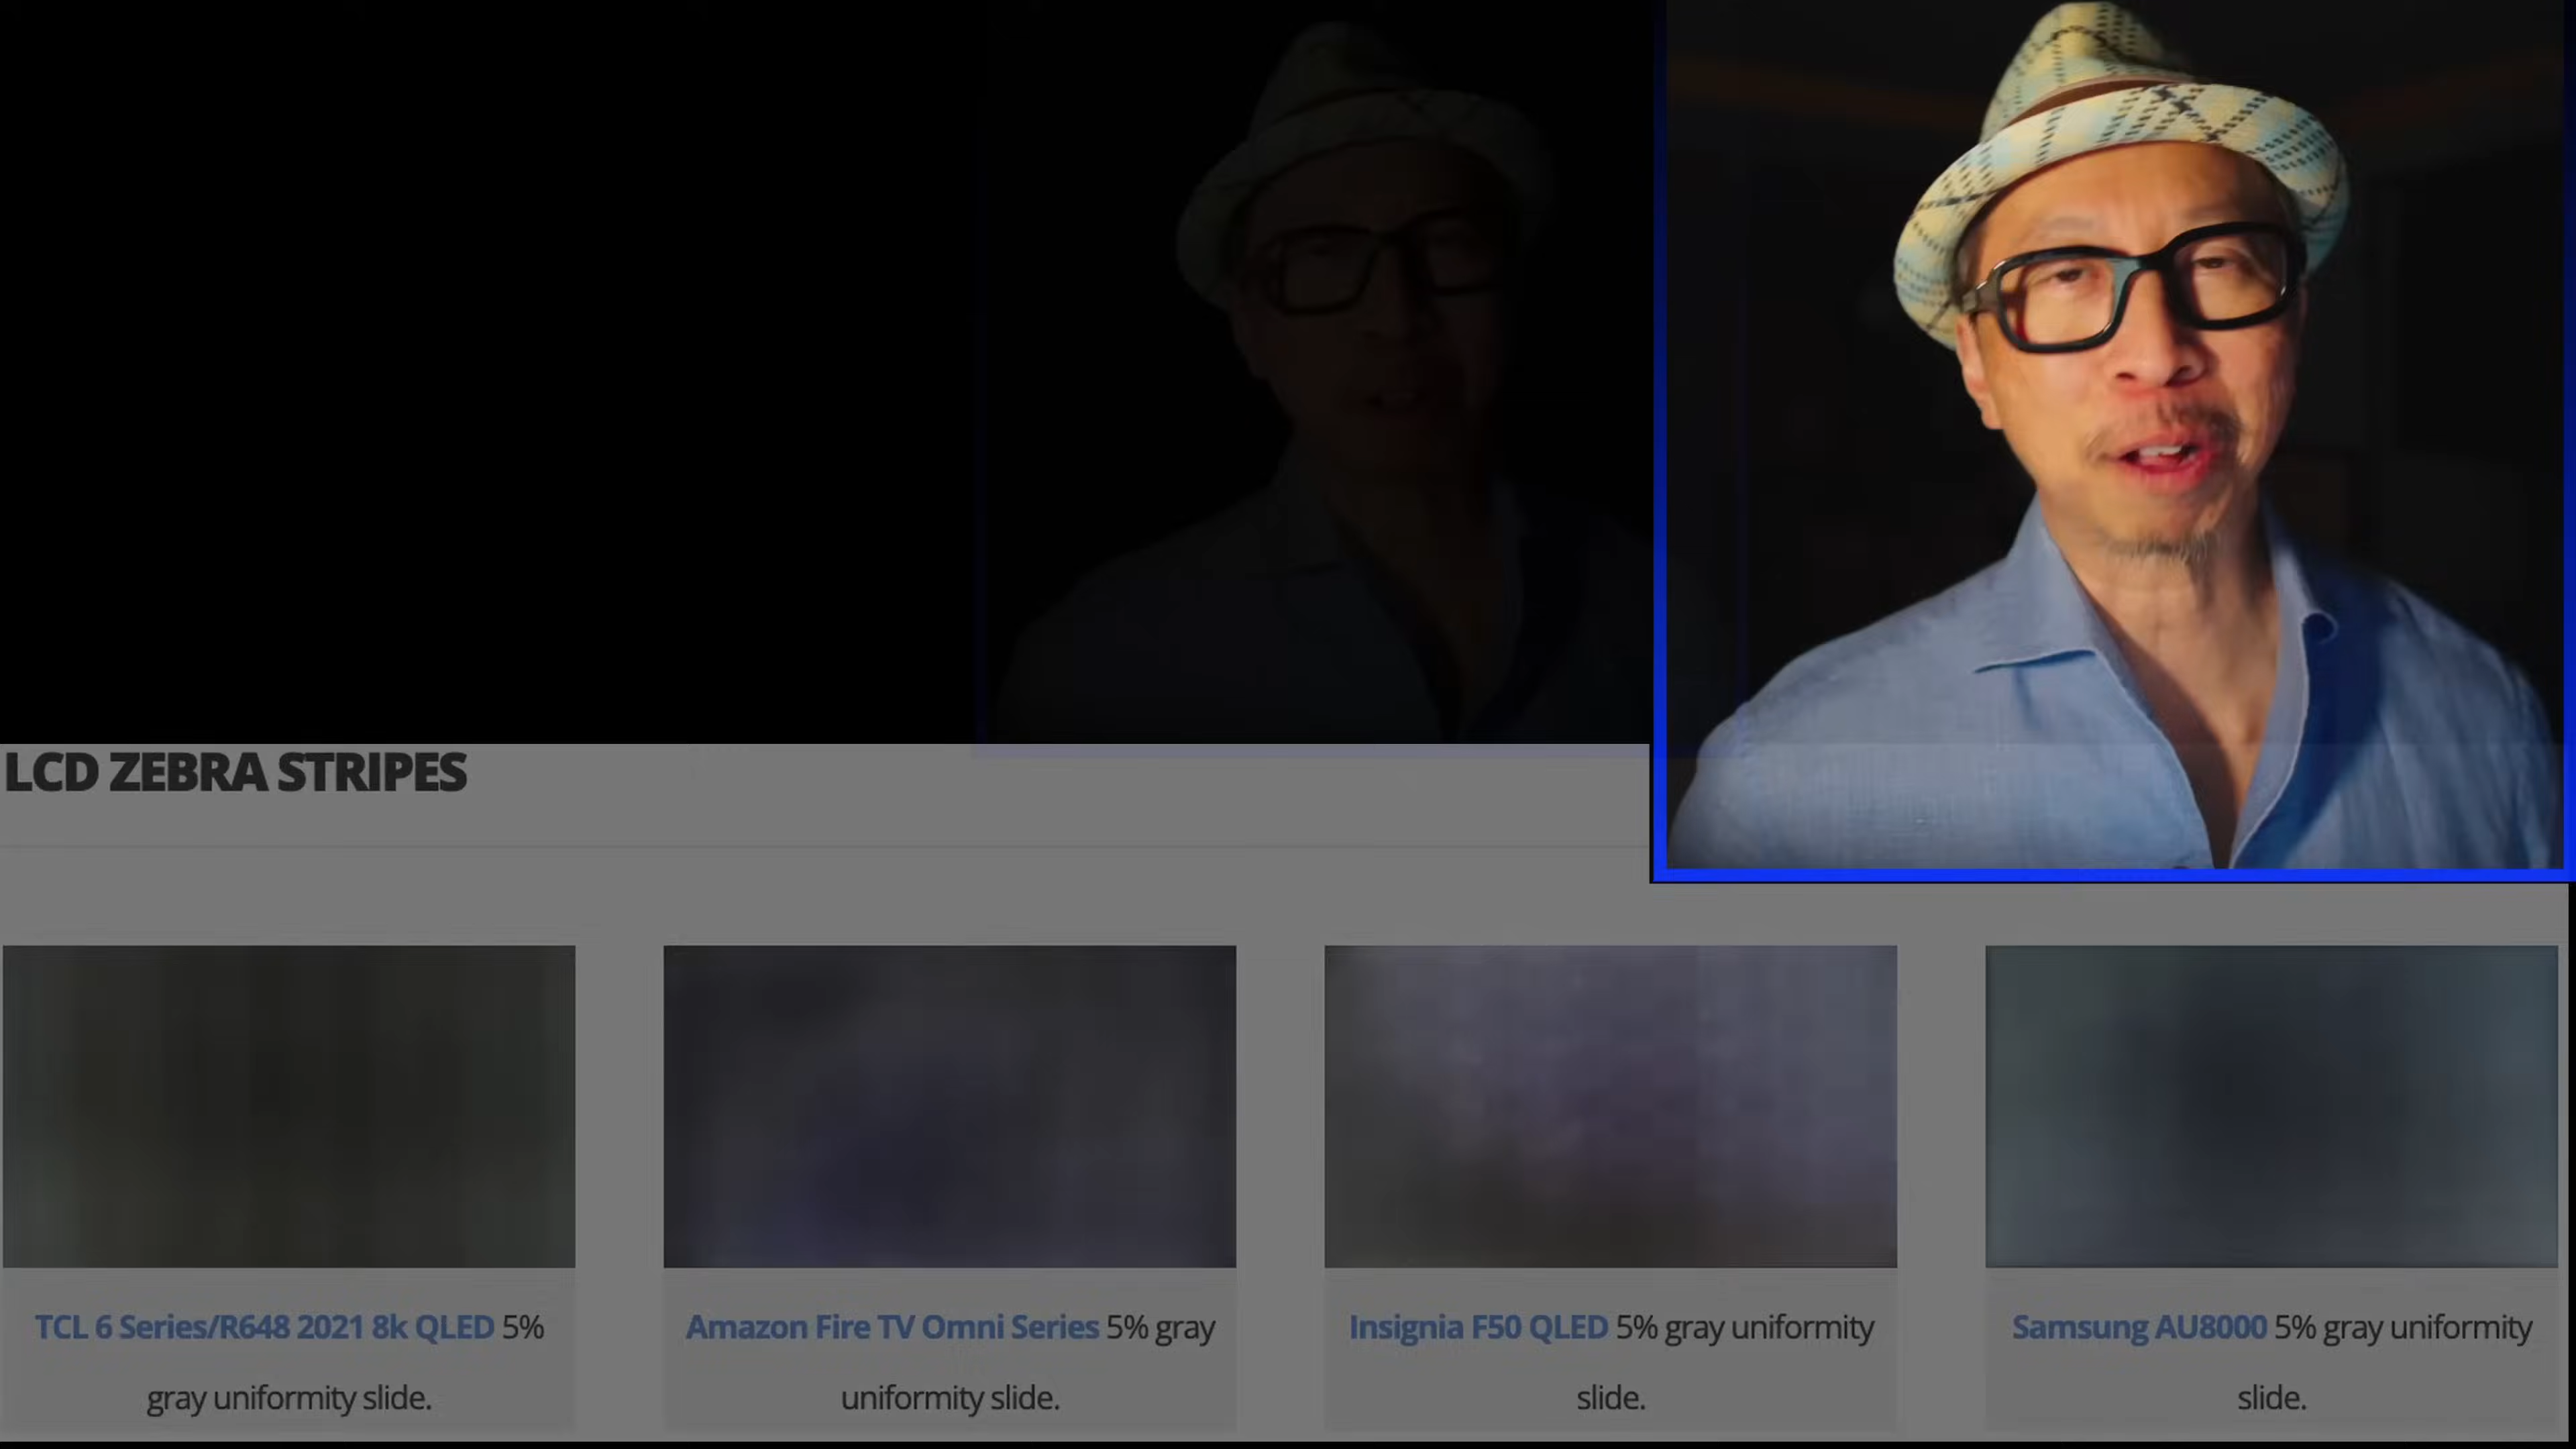 LCD ZEBRA STRIPES
TCL 6 Series/R648 2021 8k QLED 5%
gray uniformity slide.
Amazon Fire TV Omni Series 5% gray
uniformity slide.
Insignia F50 QLED 5% gray uniformity
slide.
Samsung AU8000 5% gray uniformity
slide.